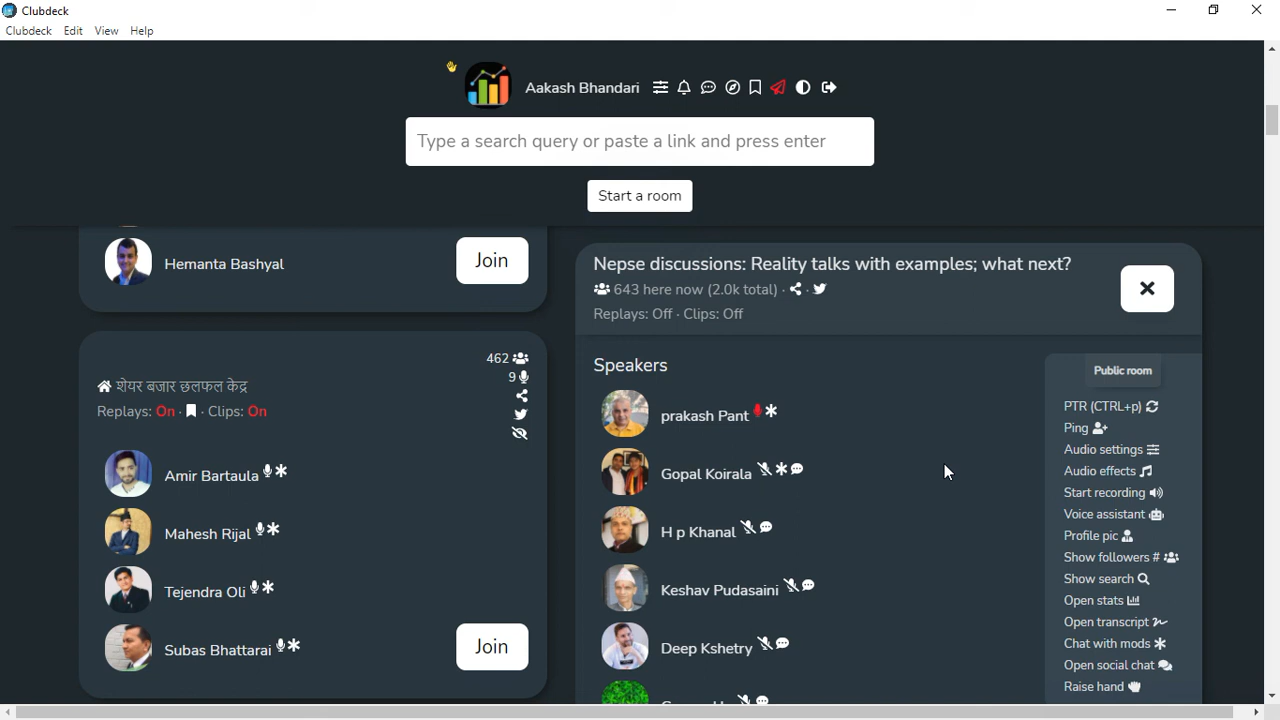 Clubdeck
Clubdeck Edit View Help
Aakash Bhandari
Type a search query or paste a link and press enter
Start a room
Hemanta Bashyal
Join
462
9
शेयर बजार छलफल केद्र
Replays: On · Clips: On
Amir Bartaula
Mahesh Rijal
Tejendra Oli
Subas Bhattarai
Join
Nepse discussions: Reality talks with examples; what next?
643 here now (2.0k total) · ·
Replays: Off · Clips: Off
Speakers
prakash Pant
Gopal Koirala
H p Khanal
Keshav Pudasaini
Deep Kshetry
Public room
PTR (CTRL+p)
Ping
Audio settings
Audio effects
Start recording
Voice assistant
Profile pic
Show followers #
Show search
Open stats
Open transcript
Chat with mods
Open social chat
Raise hand